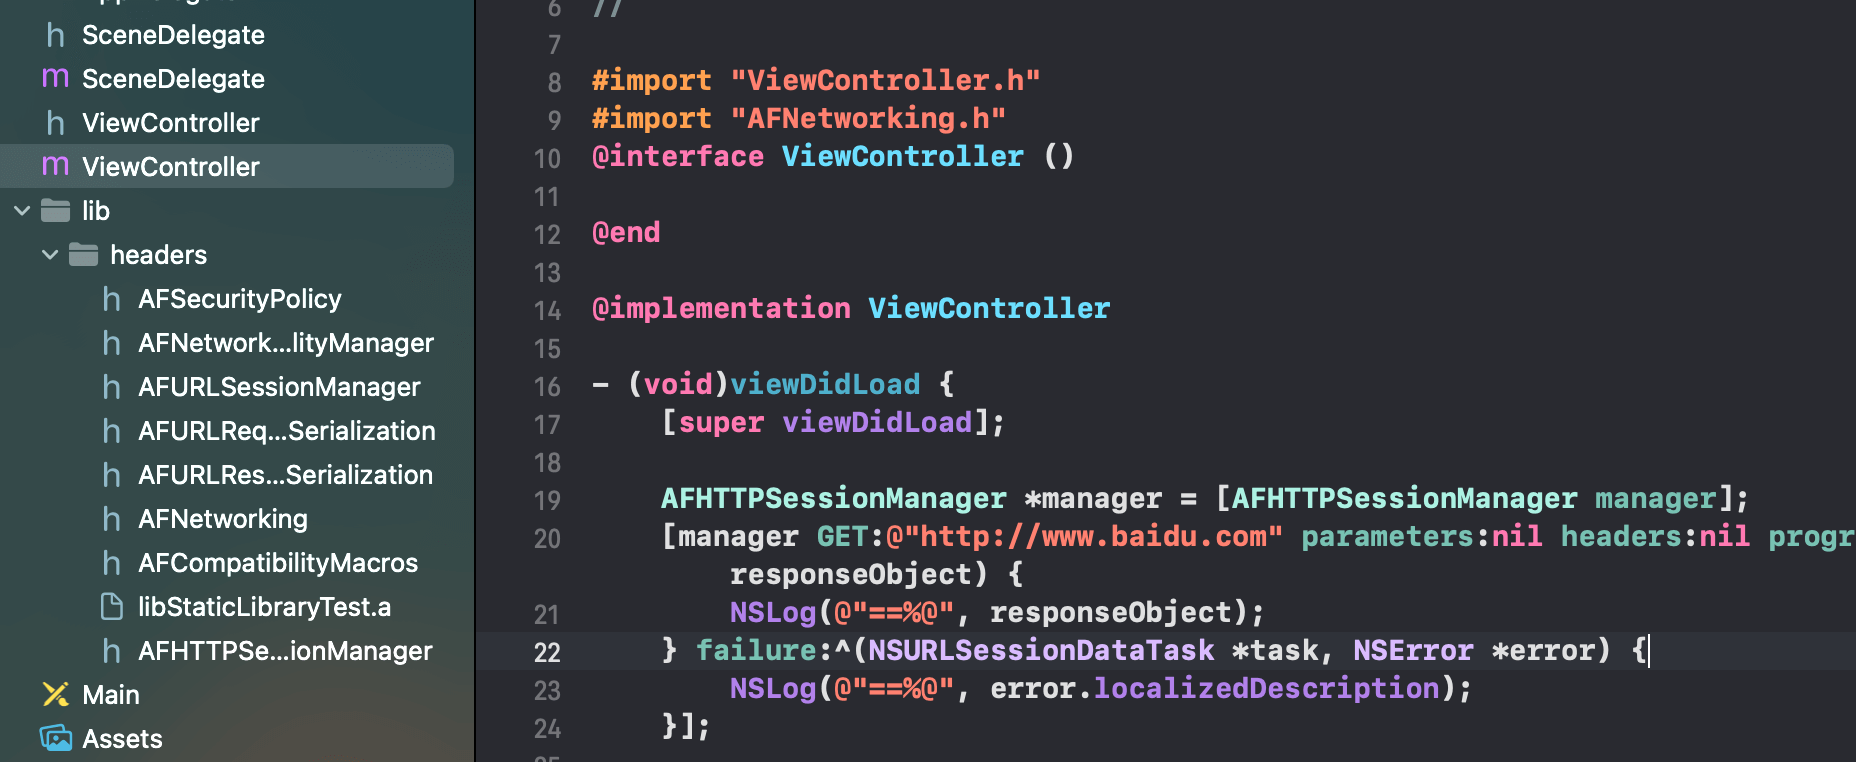 h SceneDelegate
m SceneDelegate
h ViewController
m ViewController
lib
headers
h AFSecurityPolicy
h AFNetwork...lityManager
h AFURLSessionManager
h AFURLReq...Serialization
h AFURLRes...Serialization
h AFNetworking
h AFCompatibilityMacros
libStaticLibraryTest.a
h AFHTTPSe...ionManager
Main
Assets
6 //
7
8 #import "ViewController.h"
9 #import "AFNetworking.h"
10 @interface ViewController ()
11
12 @end
13
14 @implementation ViewController
15
16 - (void)viewDidLoad {
17 [super viewDidLoad];
18
19 AFHTTPSessionManager *manager = [AFHTTPSessionManager manager];
20 [manager GET:@"http://www.baidu.com" parameters:nil headers:nil progr
responseObject) {
21 NSLog(@"==%@", responseObject);
22 } failure:^(NSURLSessionDataTask *task, NSError *error) {
23 NSLog(@"==%@", error.localizedDescription);
24 }];